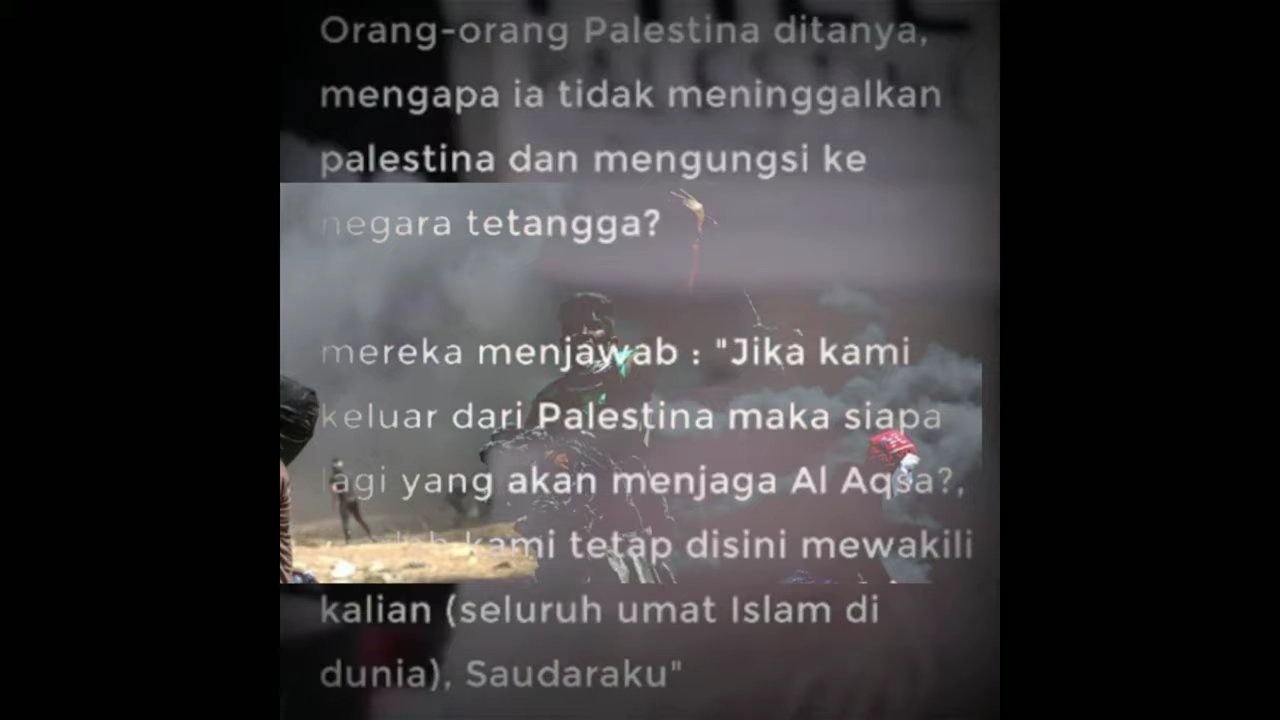 Orang-orang Palestina ditanya,
mengapa ia tidak meninggalkan
palestina dan mengungsi ke
negara tetangga?
mereka menjawab : "Jika kami
keluar dari Palestina maka siapa
lagi yang akan menjaga Al Aqsa?,
kami tetap disini mewakili
kalian (seluruh umat Islam di
dunia), Saudaraku"